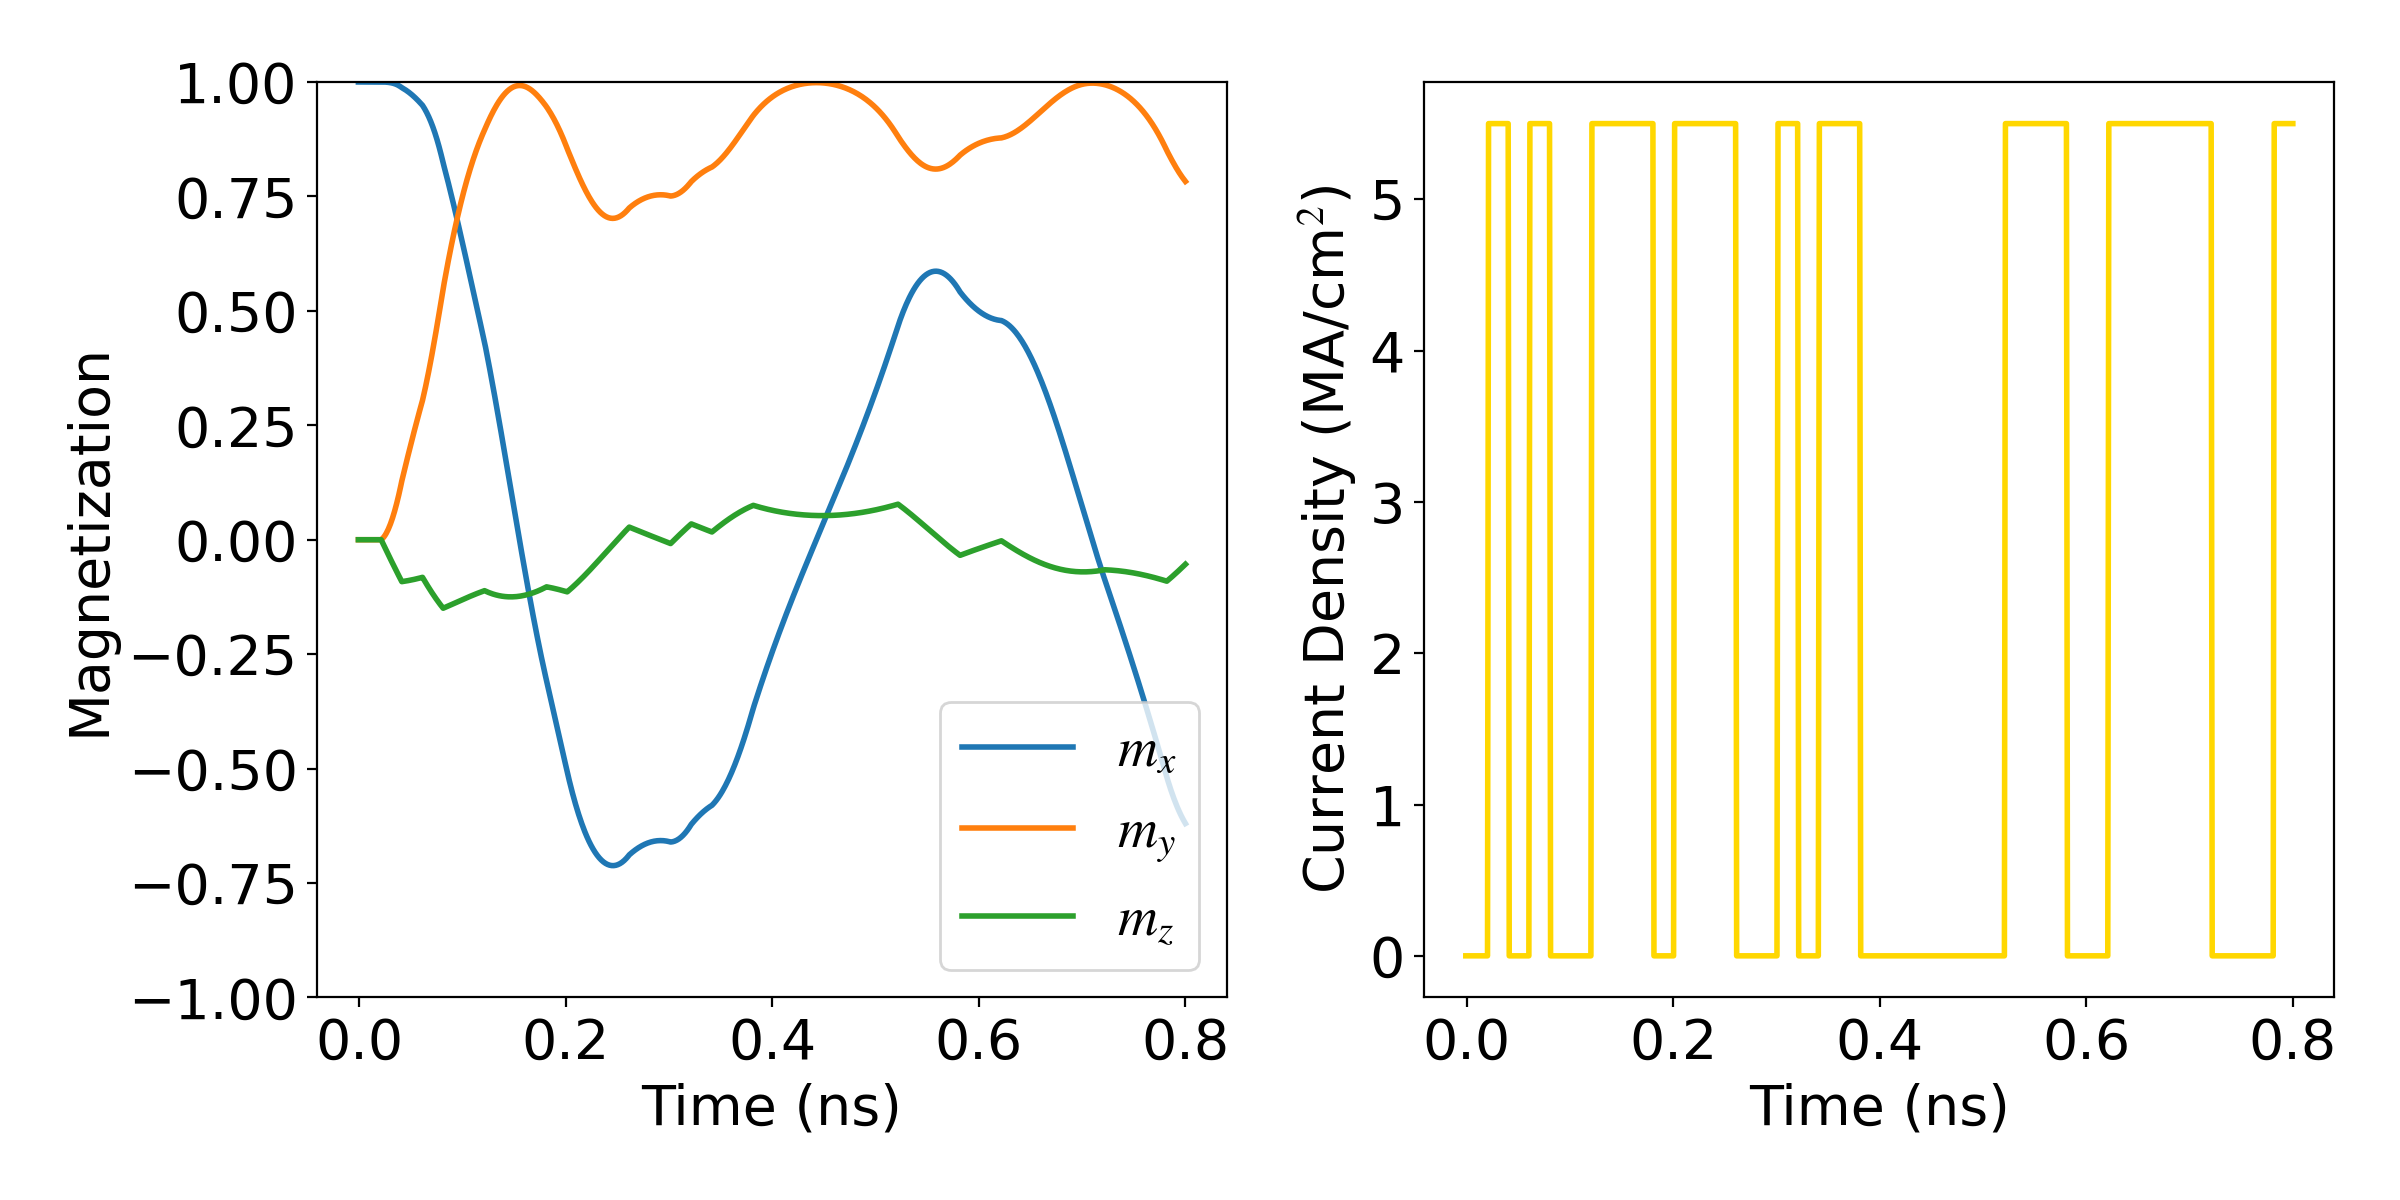 1.00
0.75
0.50
0.25
0.00
−0.25
−0.50
−0.75
−1.00
Magnetization
0.0 0.2 0.4 0.6 0.8
Time (ns)
mₓ
m_y
m_z
5
4
3
2
1
0
Current Density (MA/cm²)
0.0 0.2 0.4 0.6 0.8
Time (ns)